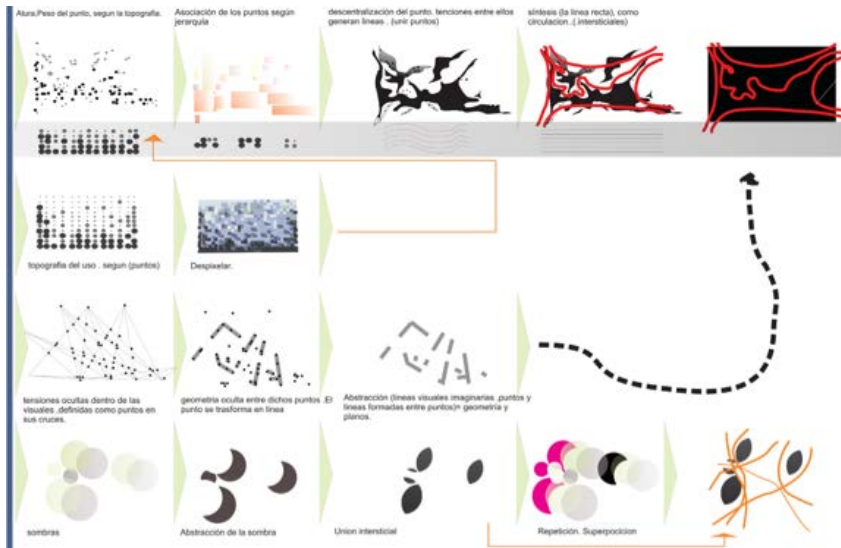 Atura,Peso del punto, segun la topografia.
Asociación de los puntos según
jerarquia
descentralización del punto. tenciones entre ellos
generan lineas . (unir puntos)
síntesis (la linea recta), como
circulacion..(.intersticiales)
topografia del uso . segun (puntos)
Despixelar.
tensiones ocultas dentro de las
visuales ,definidas como puntos en
sus cruces.
geometria oculta entre dichos puntos .El
punto se trasforma en linea
Abstracción (lineas visuales imaginarias ,puntos y
lineas formadas entre puntos)= geometria y
planos.
sombras
Abstracción de la sombra
Union intersticial
Repetición. Superpocicion